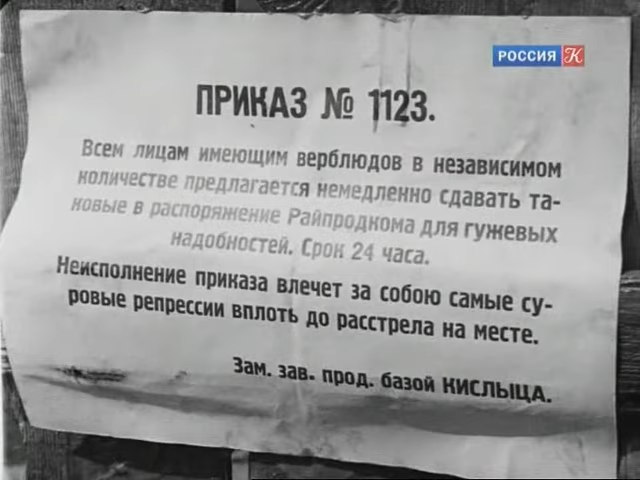 РОССИЯ К
ПРИКАЗ № 1123.
Всем лицам имеющим верблюдов в независимом
количестве предлагается немедленно сдавать та-
ковые в распоряжение Райпродкома для гужевых
надобностей. Срок 24 часа.
Неисполнение приказа влечет за собою самые су-
ровые репрессии вплоть до расстрела на месте.
Зам. зав. прод. базой КИСЛЫЦА.